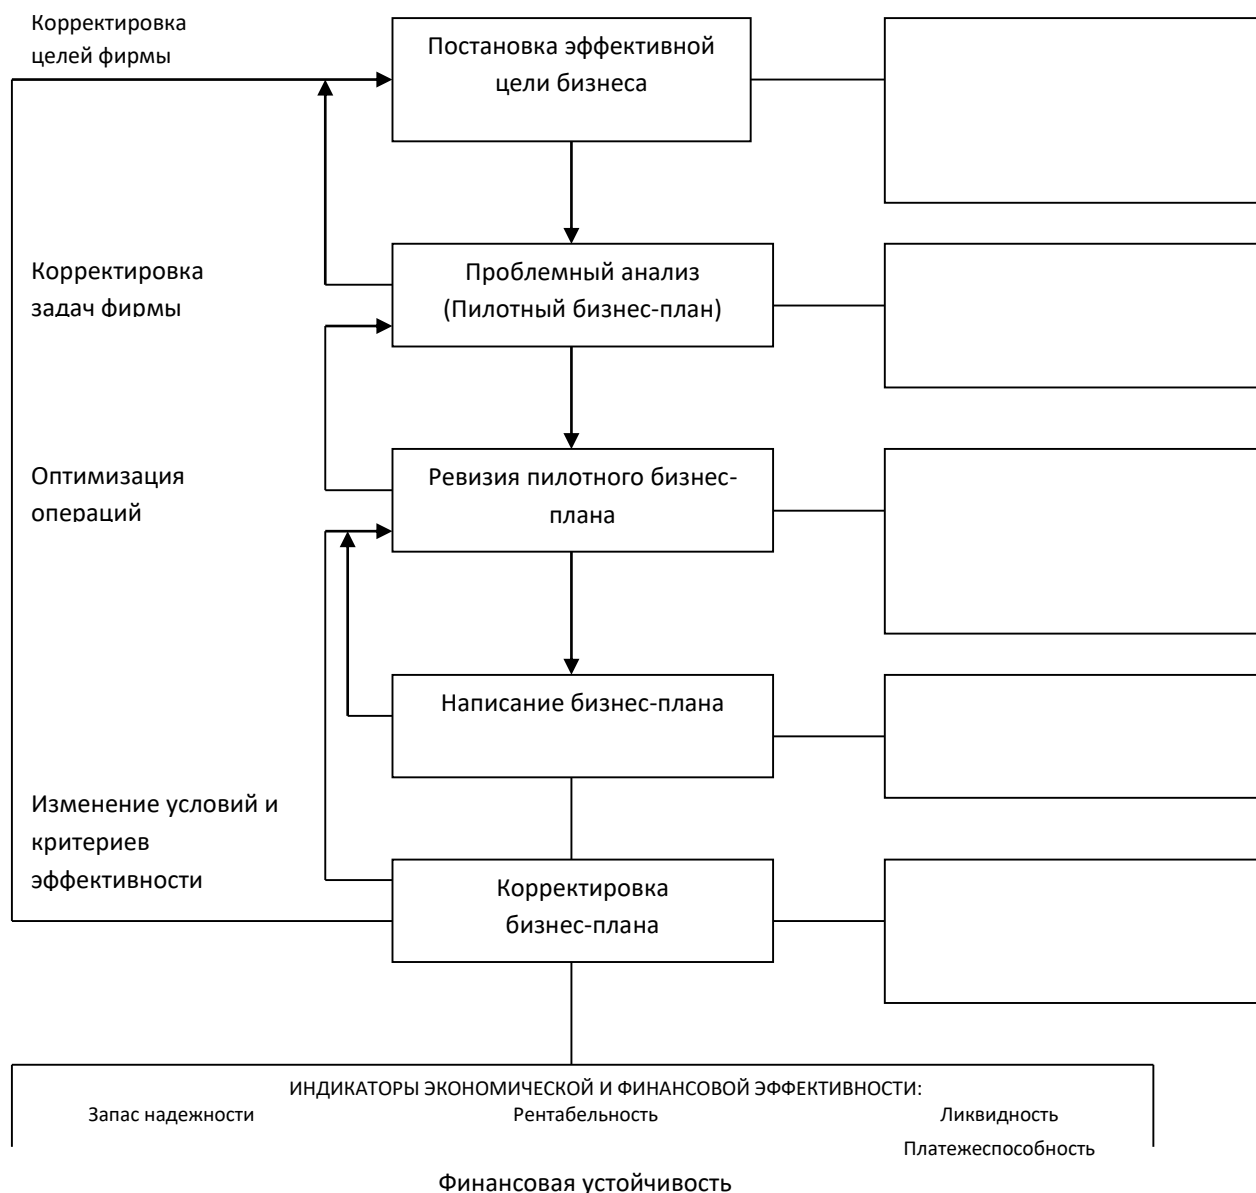 Корректировка
целей фирмы
Постановка эффективной
цели бизнеса
Корректировка
задач фирмы
Проблемный анализ
(Пилотный бизнес-план)
Оптимизация
операций
Ревизия пилотного бизнес-
плана
Написание бизнес-плана
Изменение условий и
критериев
эффективности
Корректировка
бизнес-плана
ИНДИКАТОРЫ ЭКОНОМИЧЕСКОЙ И ФИНАНСОВОЙ ЭФФЕКТИВНОСТИ:
Запас надежности Рентабельность Ликвидность
Платежеспособность
Финансовая устойчивость